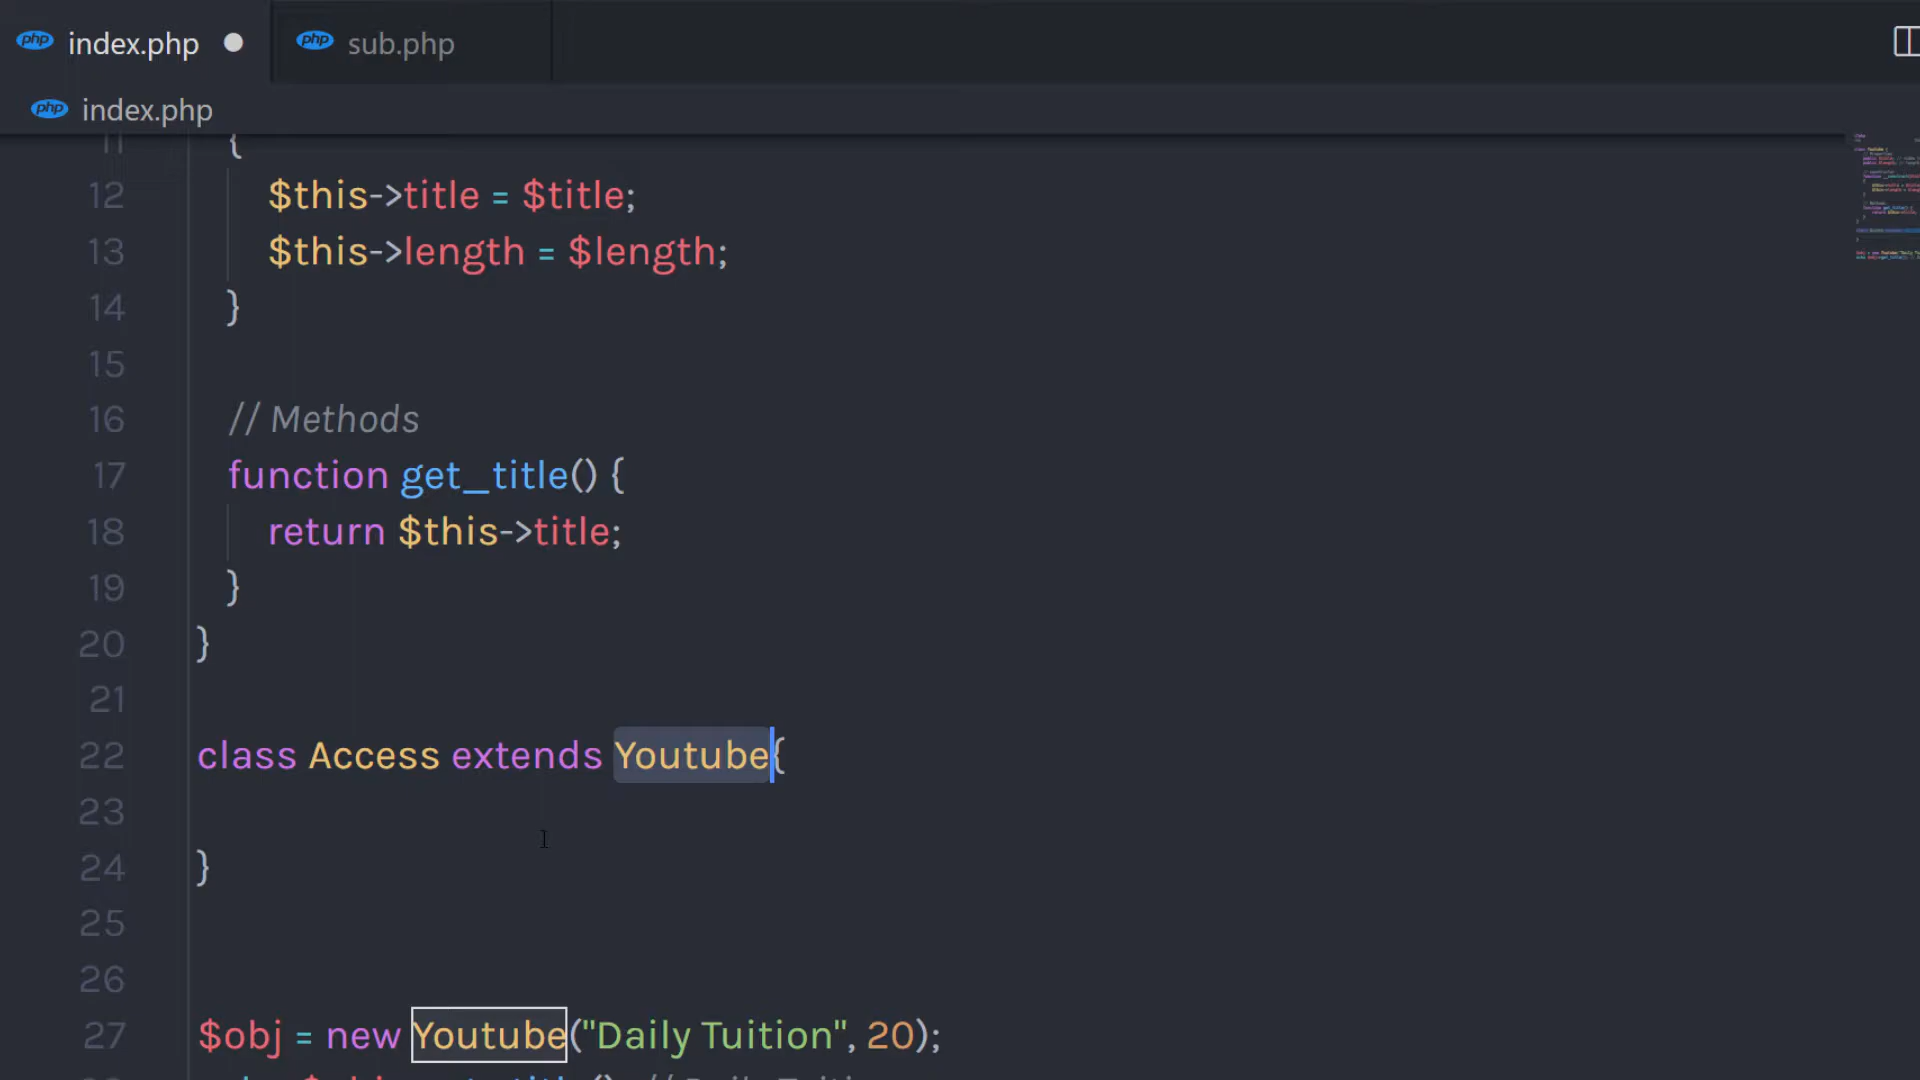 index.php
sub.php
index.php
11 {
12 $this->title = $title;
13 $this->length = $length;
14 }
15
16 // Methods
17 function get_title() {
18 return $this->title;
19 }
20 }
21
22 class Access extends Youtube{
23
24 }
25
26
27 $obj = new Youtube("Daily Tuition", 20);